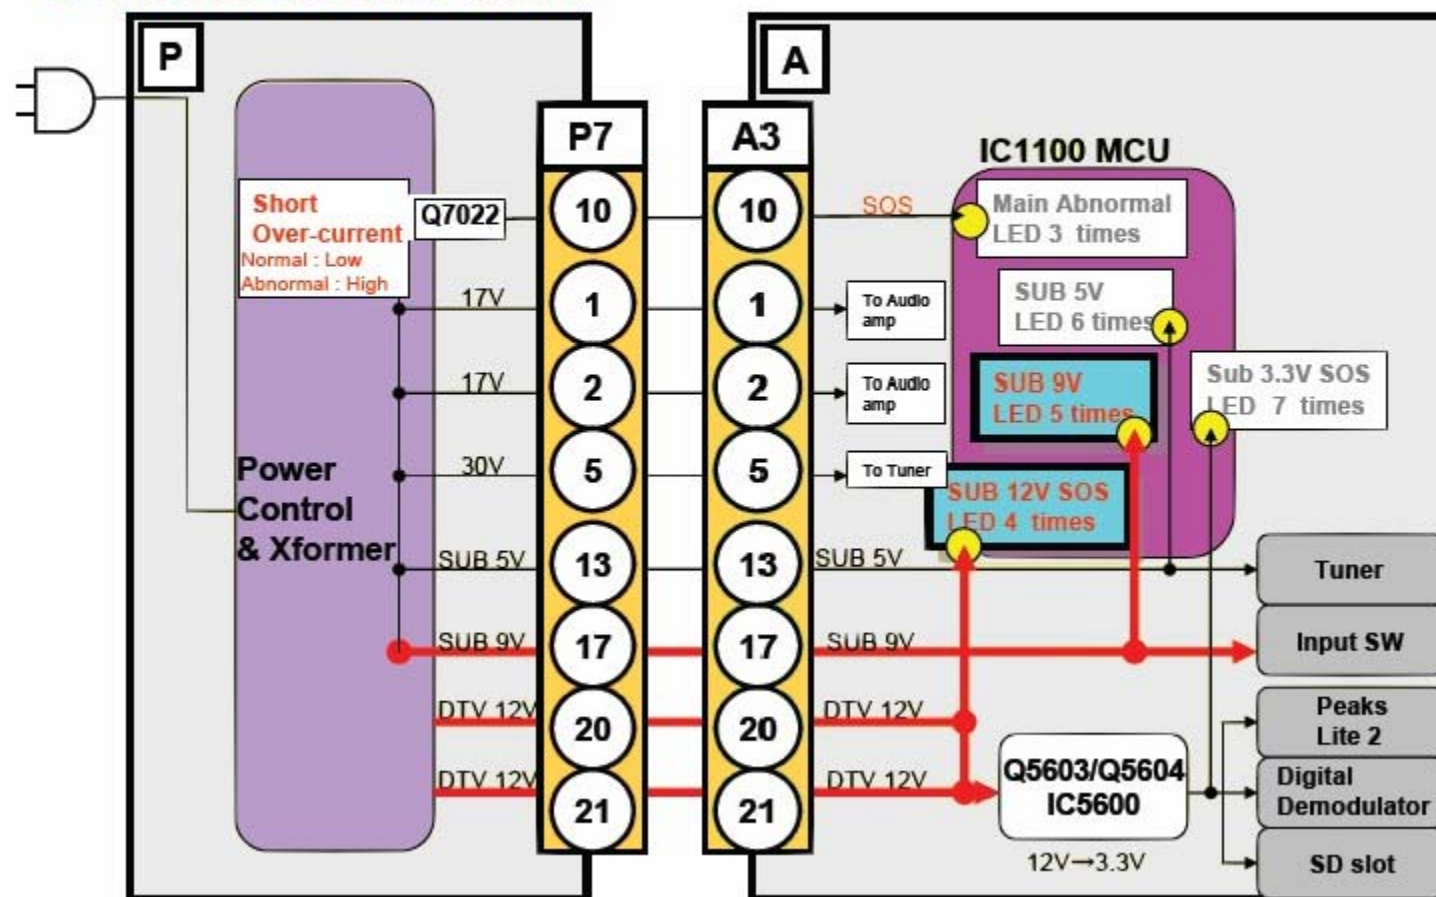 P
A
P7
A3
IC1100 MCU
Short
Over-current
Normal : Low
Abnormal : High
Q7022
10
10
SOS
Main Abnormal
LED 3 times
17V
1
1
To Audio
amp
SUB 5V
LED 6 times
17V
2
2
To Audio
amp
SUB 9V
LED 5 times
Sub 3.3V SOS
LED 7 times
Power
Control
& Xformer
30V
5
5
To Tuner
SUB 12V SOS
LED 4 times
SUB 5V
13
13
SUB 5V
Tuner
SUB 9V
17
17
SUB 9V
Input SW
DTV 12V
20
20
DTV 12V
Peaks
Lite 2
DTV 12V
21
21
DTV 12V
Q5603/Q5604
IC5600
12V→3.3V
Digital
Demodulator
SD slot